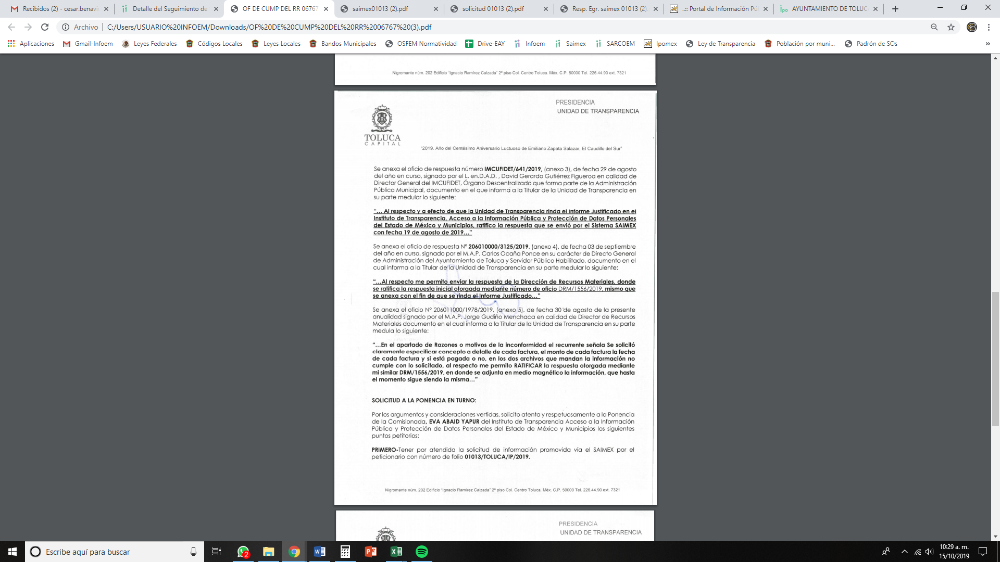 Recibidos (2) - cesar.benavi
Detalle del Seguimiento de
OF DE CUMP DEL RR 06767
saimex01013 (2).pdf
solicitud 01013 (2).pdf
Resp. Egr. saimex 01013 (2)
..:: Portal de Información Pú
AYUNTAMIENTO DE TOLUC
Archivo
C:/Users/USUARIO%20INFOEM/Downloads/OF%20DE%20CUMP%20DEL%20RR%2006767%20(3).pdf
Aplicaciones
Gmail-Infoem
Leyes Federales
Códigos Locales
Leyes Locales
Bandos Municipales
OSFEM Normatividad
Drive-EAY
Infoem
Saimex
SARCOEM
Ipomex
Ley de Transparencia
Población por muni...
Padrón de SOs
Nigromante núm. 202 Edificio "Ignacio Ramírez Calzada" 2º piso Col. Centro Toluca. Méx. C.P. 50000 Tel. 226.44.90 ext. 7321
PRESIDENCIA
UNIDAD DE TRANSPARENCIA
TOLUCA
CAPITAL
"2019. Año del Centésimo Aniversario Luctuoso de Emiliano Zapata Salazar, El Caudillo del Sur"
Se anexa el oficio de respuesta número IMCUFIDET/641/2019, (anexo 3), de fecha 29 de agosto
del año en curso, signado por el L. en.D.A.D. , David Gerardo Gutiérrez Figueroa en calidad de
Director General del IMCUFIDET, Órgano Descentralizado que forma parte de la Administración
Pública Municipal, documento en el que informa a la Titular de la Unidad de Transparencia en
su parte medular lo siguiente:
"... Al respecto y a efecto de que la Unidad de Transparencia rinda el Informe Justificado en el
Instituto de Transparencia, Acceso a la Información Pública y Protección de Datos Personales
del Estado de México y Municipios, ratifico la respuesta que se envió por el Sistema SAIMEX
con fecha 19 de agosto de 2019..."
Se anexa el oficio de respuesta Nº 206010000/3125/2019, (anexo 4), de fecha 03 de septiembre
del año en curso, signado por el M.A.P. Carlos Ocaña Ponce en su carácter de Directo General
de Administración del Ayuntamiento de Toluca y Servidor Público Habilitado, documento en el
cual informa a la Titular de la Unidad de Transparencia en su parte medular lo siguiente:
"...Al respecto me permito enviar la respuesta de la Dirección de Recursos Materiales, donde
se ratifica la respuesta inicial otorgada mediante número de oficio DRM/1556/2019, mismo que
se anexa con el fin de que se rinda el Informe Justificado..."
Se anexa el oficio Nº 206011000/1978/2019, (anexo 5), de fecha 30 de agosto de la presente
anualidad signado por el M.A.P. Jorge Gudiño Menchaca en calidad de Director de Recursos
Materiales documento en el cual informa a la Titular de la Unidad de Transparencia en su parte
medula lo siguiente:
"...En el apartado de Razones o motivos de la inconformidad el recurrente señala Se solicitó
claramente especificar concepto a detalle de cada factura, el monto de cada factura la fecha
de cada factura y si está pagada o no, en los dos archivos que mandan la información no
cumple con lo solicitado, al respecto me permito RATIFICAR la respuesta otorgada mediante
mi similar DRM/1556/2019, en donde se adjunta en medio magnético la información, que hasta
el momento sigue siendo la misma..."
SOLICITUD A LA PONENCIA EN TURNO:
Por los argumentos y consideraciones vertidas, solicito atenta y respetuosamente a la Ponencia
de la Comisionada, EVA ABAID YAPUR del Instituto de Transparencia Acceso a la Información
Pública y Protección de Datos Personales del Estado de México y Municipios los siguientes
puntos petitorios:
PRIMERO-Tener por atendida la solicitud de información promovida vía el SAIMEX por el
peticionario con número de folio 01013/TOLUCA/IP/2019.
Nigromante núm. 202 Edificio "Ignacio Ramírez Calzada" 2º piso Col. Centro Toluca. Méx. C.P. 50000 Tel. 226.44.90 ext. 7321
PRESIDENCIA
UNIDAD DE TRANSPARENCIA
Escribe aquí para buscar
2
10:29 a. m.
15/10/2019